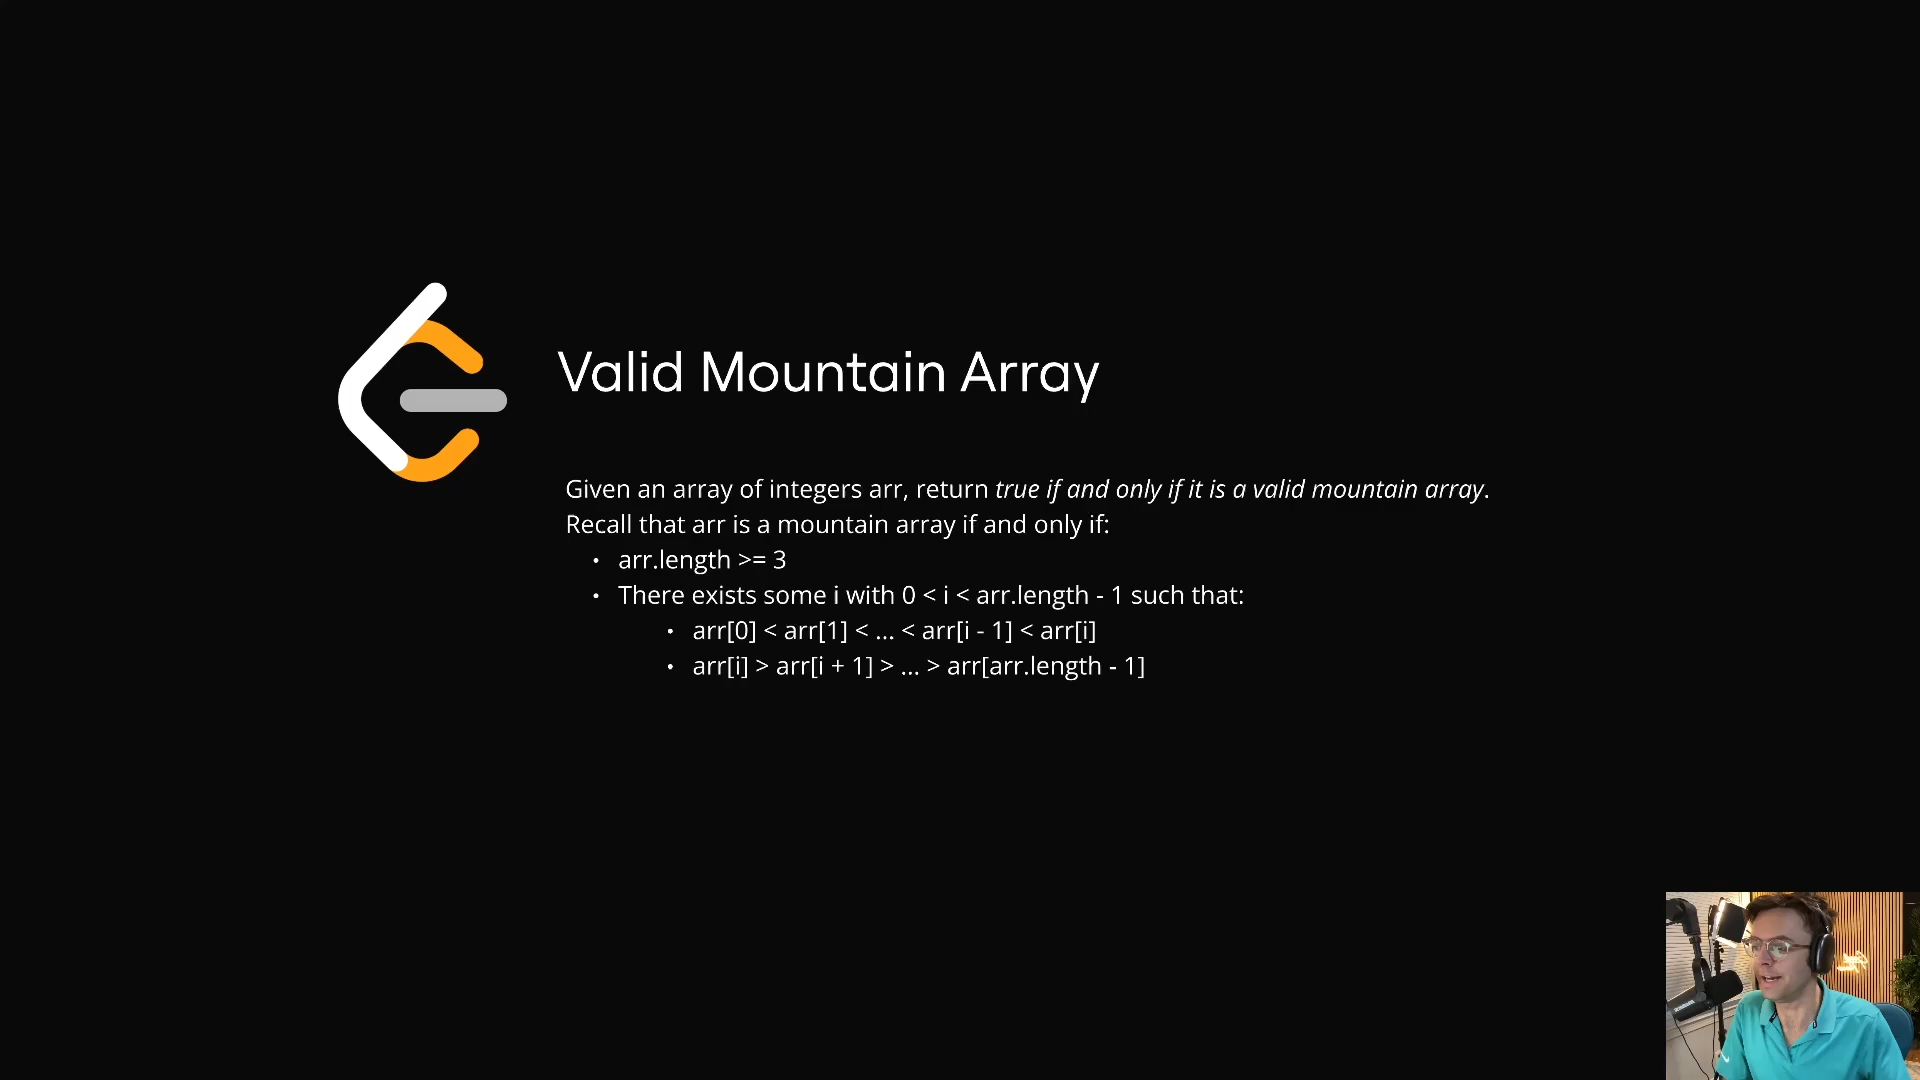 Valid Mountain Array
Given an array of integers arr, return true if and only if it is a valid mountain array.
Recall that arr is a mountain array if and only if:
• arr.length >= 3
• There exists some i with 0 < i < arr.length - 1 such that:
• arr[0] < arr[1] < ... < arr[i - 1] < arr[i]
• arr[i] > arr[i + 1] > ... > arr[arr.length - 1]